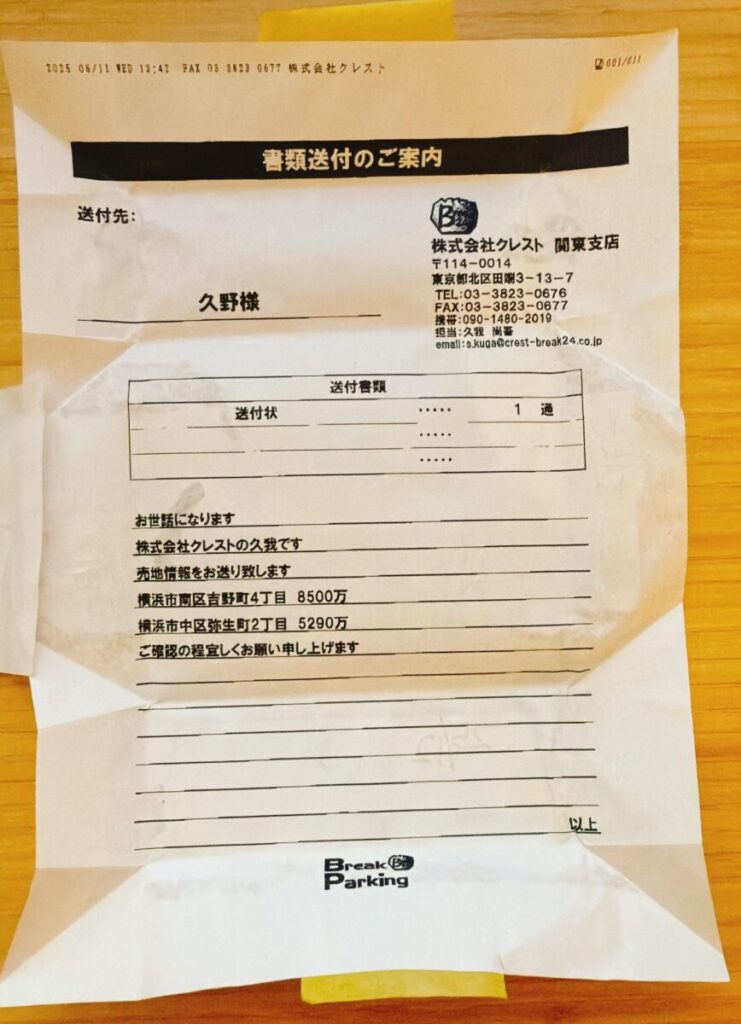 2025 06/11 WED 13:42 FAX 03 3823 0677 株式会社クレスト
001/011
書類送付のご案内
送付先:
久野様
B
株式会社クレスト 関東支店
〒114-0014
東京都北区田端3-13-7
TEL:03-3823-0676
FAX:03-3823-0677
携帯:090-1480-2019
担当:久我 尚吾
email:s.kuga@crest-break24.co.jp
送付書類
送付状 ・・・・・ 1 通
・・・・・
・・・・・
お世話になります
株式会社クレストの久我です
売地情報をお送り致します
横浜市南区吉野町4丁目 8500万
横浜市中区弥生町2丁目 5290万
ご確認の程宜しくお願い申し上げます
以上
Break
Parking